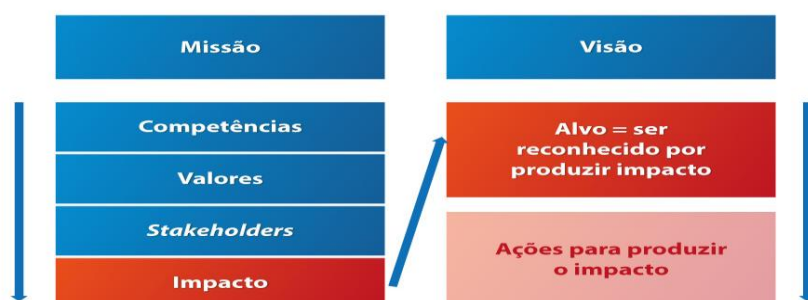 Missão
Competências
Valores
Stakeholders
Impacto
Visão
Alvo = ser
reconhecido por
produzir impacto
Ações para produzir
o impacto